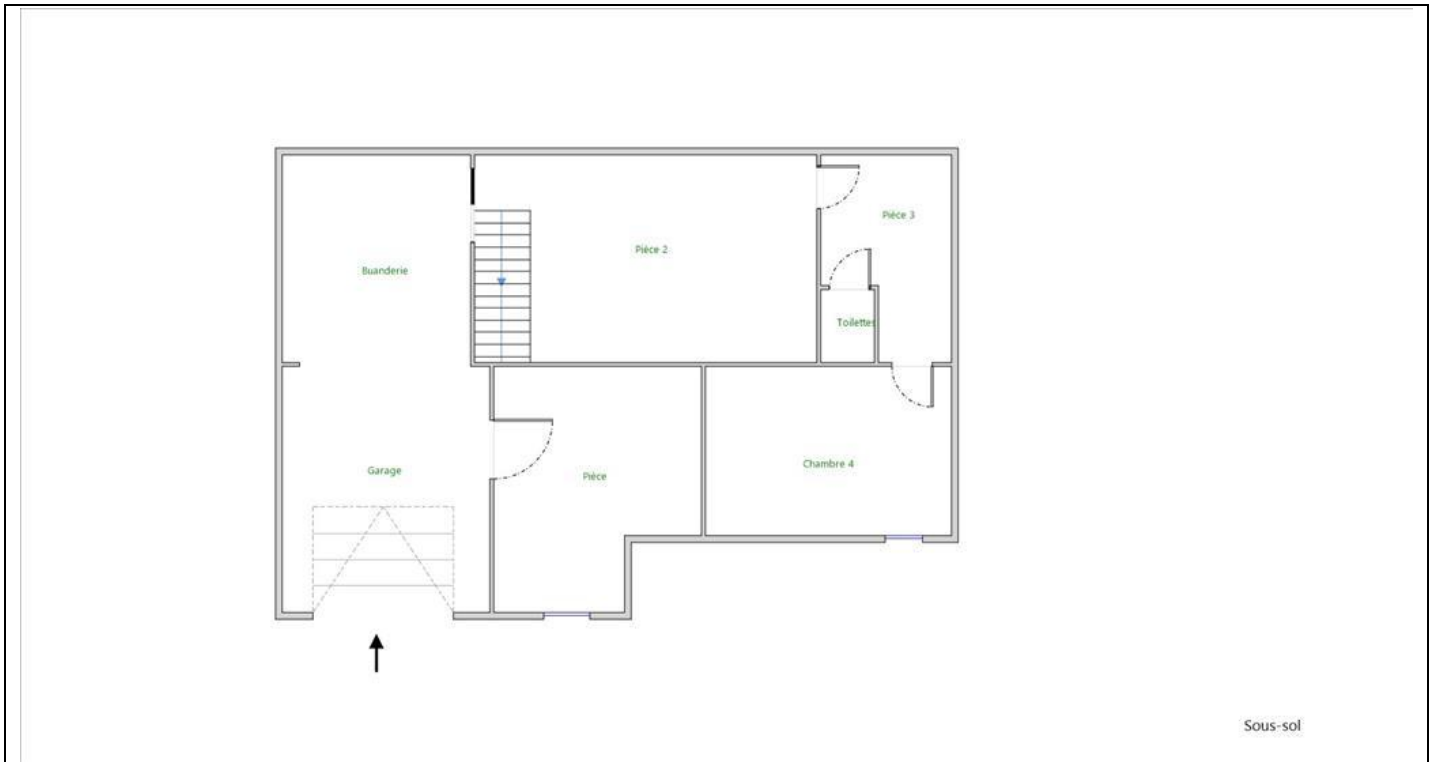 Pièce 3
Pièce 2
Buanderie
Toilettes
Chambre 4
Garage
Pièce
Sous-sol